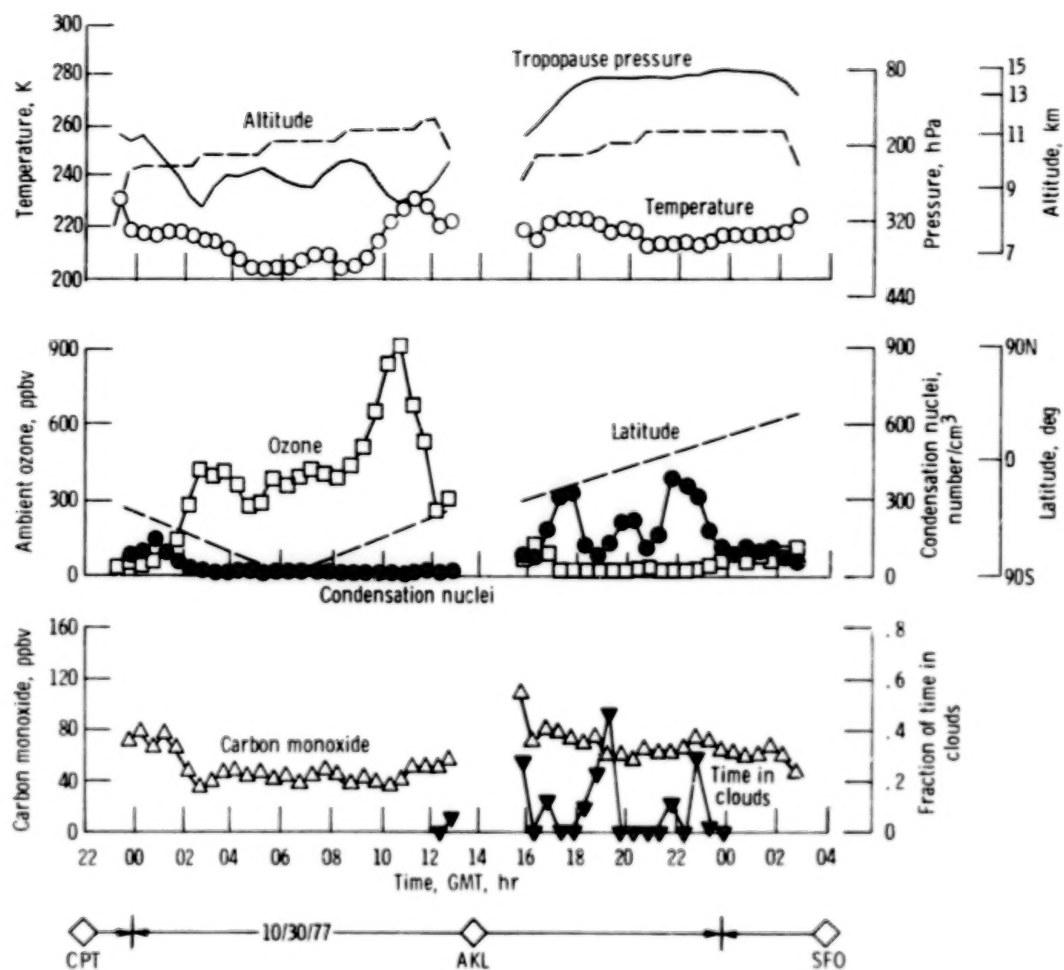 300
280
260
240
220
200
Temperature, K
Altitude
Tropopause pressure
Temperature
80
200
320
440
Pressure, hPa
15
13
11
9
7
Altitude, km
900
600
300
0
Ambient ozone, ppbv
Ozone
Condensation nuclei
Latitude
900
600
300
0
Condensation nuclei,
number/cm3
90N
0
90S
Latitude, deg
160
120
80
40
0
Carbon monoxide, ppbv
Carbon monoxide
Time in
clouds
.8
.6
.4
.2
0
Fraction of time in
clouds
22 00 02 04 06 08 10 12 14 16 18 20 22 00 02 04
Time, GMT, hr
10/30/77
CPT AKL SFO